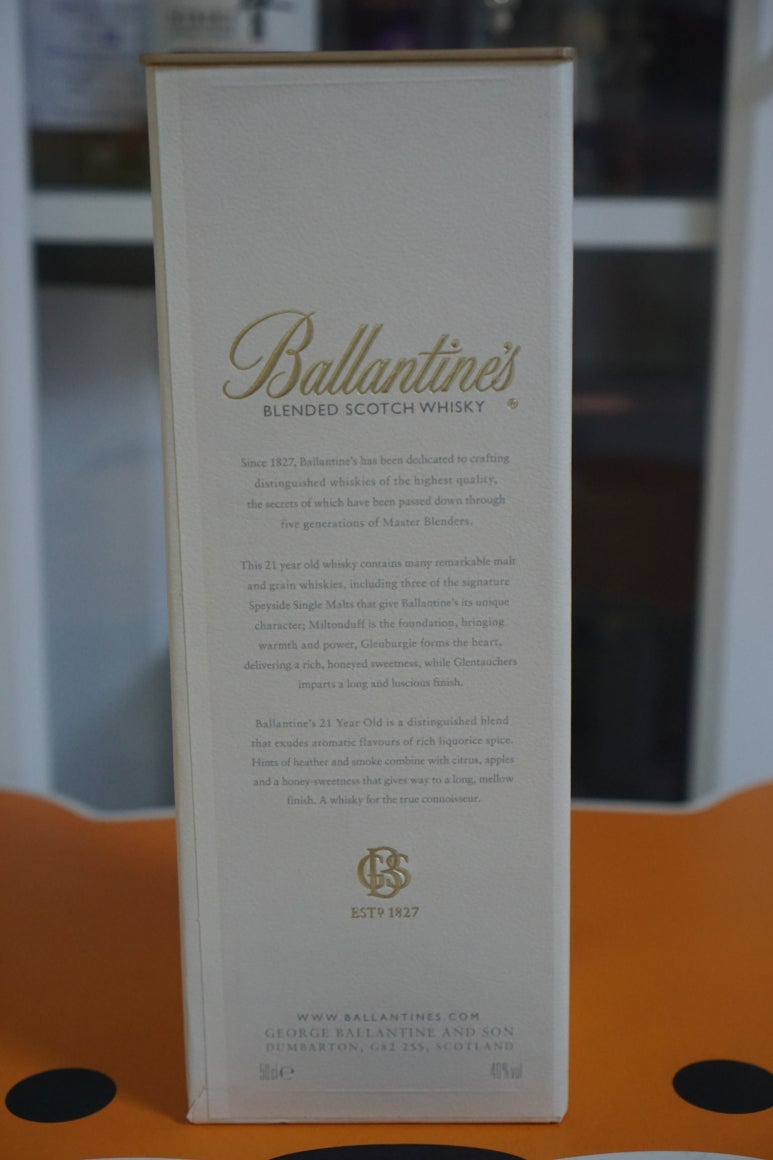 Ballantine's
BLENDED SCOTCH WHISKY ®
Since 1827, Ballantine's has been dedicated to crafting
distinguished whiskies of the highest quality,
the secrets of which have been passed down through
five generations of Master Blenders.
This 21 year old whisky contains many remarkable malt
and grain whiskies, including three of the signature
Speyside Single Malts that give Ballantine's its unique
character; Miltonduff is the foundation, bringing
warmth and power, Glenburgie forms the heart,
delivering a rich, honeyed sweetness, while Glentauchers
imparts a long and luscious finish.
Ballantine's 21 Year Old is a distinguished blend
that exudes aromatic flavours of rich liquorice spice.
Hints of heather and smoke combine with citrus, apples
and a honey-sweetness that gives way to a long, mellow
finish. A whisky for the true connoisseur.
GBS
ESTD 1827
WWW.BALLANTINES.COM
GEORGE BALLANTINE AND SON
DUMBARTON, G82 2SS, SCOTLAND
50cl e 40%vol